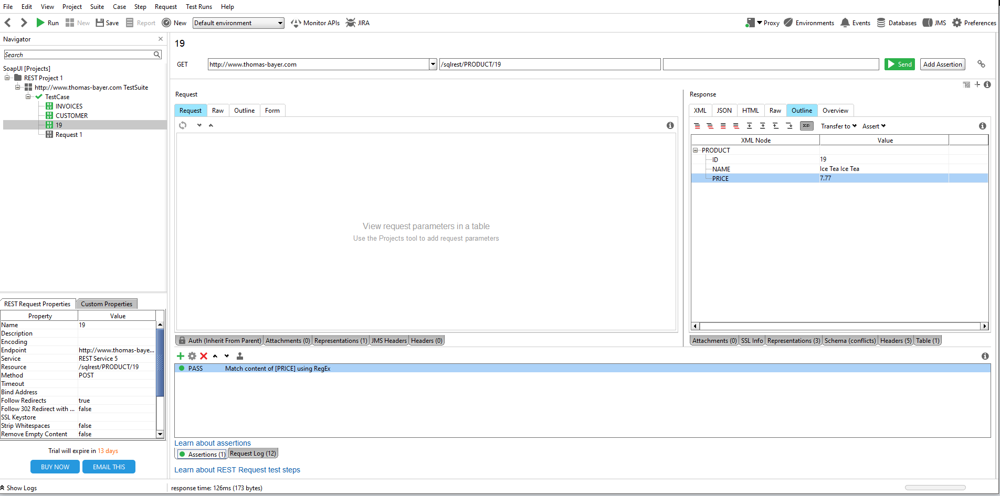 File Edit View Project Suite Case Step Request Test Runs Help
Run New Save Report New Default environment Monitor APIs JIRA Proxy Environments Events Databases JMS Preferences
Navigator
Search
SoapUI [Projects]
REST Project 1
http://www.thomas-bayer.com TestSuite
TestCase
INVOICES
CUSTOMER
19
Request 1
REST Request Properties Custom Properties
Property Value
Name 19
Description
Encoding
Endpoint http://www.thomas-baye...
Service REST Service 5
Resource /sqlrest/PRODUCT/19
Method POST
Timeout
Bind Address
Follow Redirects true
Follow 302 Redirect with ... false
SSL Keystore
Strip Whitespaces false
Remove Empty Content false
Trial will expire in 13 days
BUY NOW EMAIL THIS
19
GET http://www.thomas-bayer.com /sqlrest/PRODUCT/19 Send Add Assertion
Request
Request Raw Outline Form
View request parameters in a table
Use the Projects tool to add request parameters
Auth (Inherit From Parent) Attachments (0) Representations (1) JMS Headers Headers (0)
Response
XML JSON HTML Raw Outline Overview
XS: Transfer to Assert
XML Node Value
PRODUCT
ID 19
NAME Ice Tea Ice Tea
PRICE 7.77
Attachments (0) SSL Info Representations (3) Schema (conflicts) Headers (5) Table (1)
PASS Match content of [PRICE] using RegEx
Learn about assertions
Assertions (1) Request Log (12)
Learn about REST Request test steps
Show Logs response time: 126ms (173 bytes)